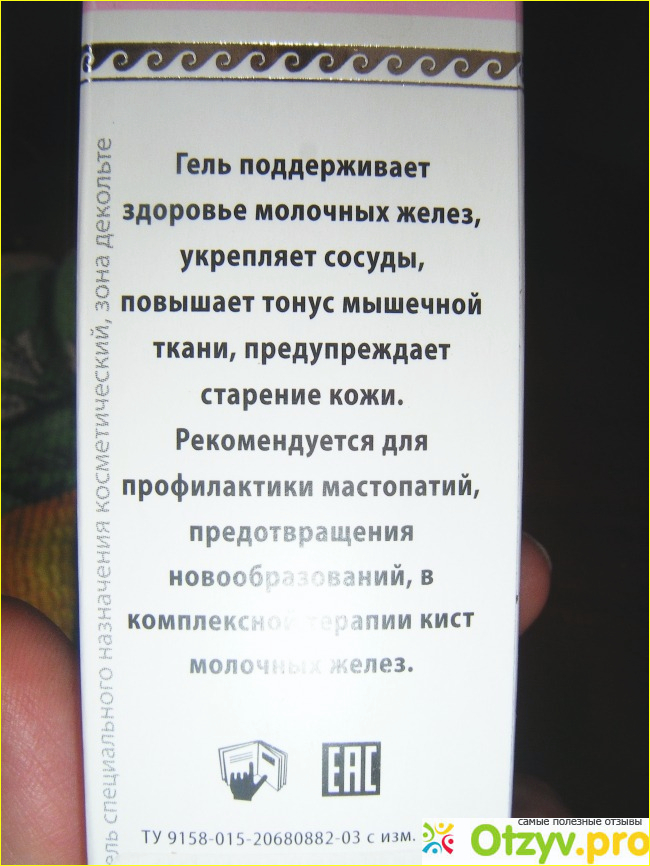 Гель поддерживает
здоровье молочных желез,
укрепляет сосуды,
повышает тонус мышечной
ткани, предупреждает
старение кожи.
Рекомендуется для
профилактики мастопатий,
предотвращения
новообразований, в
комплексной терапии кист
молочных желез.
ель специального назначения косметический, зона декольте
EAC
ТУ 9158-015-20680882-03 с изм.
самые полезные отзывы
Otzyv.pro